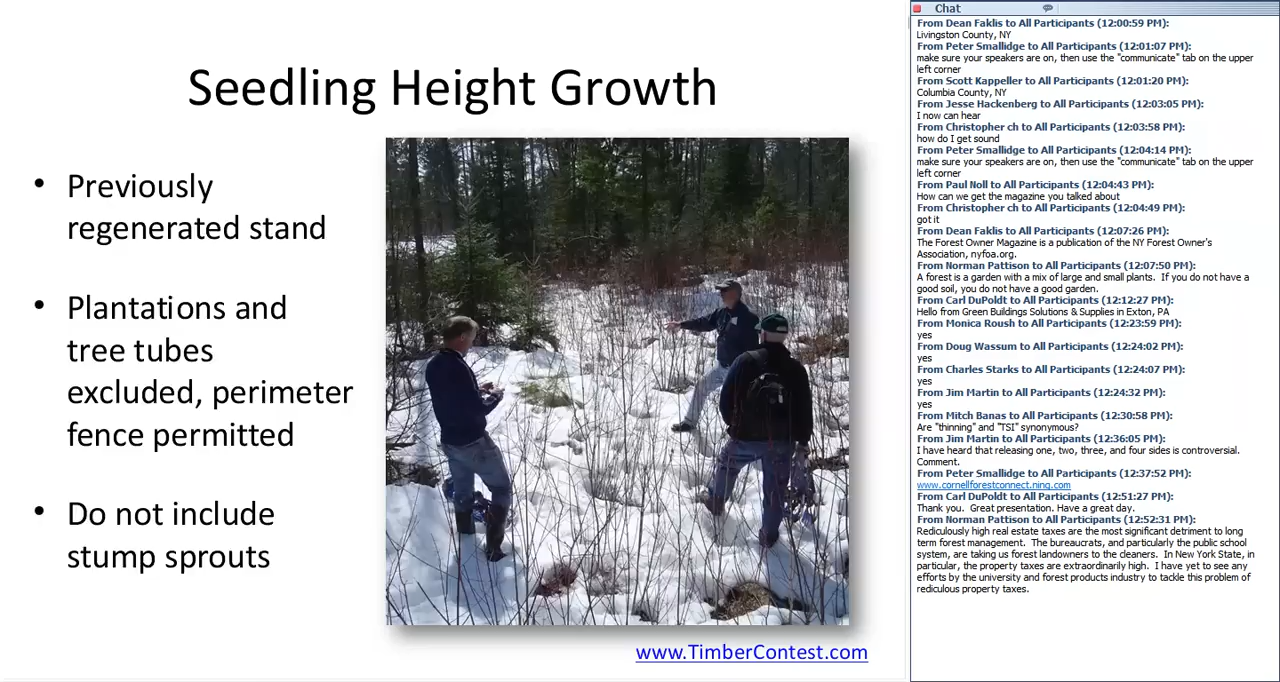 Seedling Height Growth
• Previously
regenerated stand
• Plantations and
tree tubes
excluded, perimeter
fence permitted
• Do not include
stump sprouts
www.TimberContest.com
Chat
From Dean Faklis to All Participants (12:00:59 PM):
Livingston County, NY
From Peter Smallidge to All Participants (12:01:07 PM):
make sure your speakers are on, then use the "communicate" tab on the upper
left corner
From Scott Kappeller to All Participants (12:01:20 PM):
Columbia County, NY
From Jesse Hackenberg to All Participants (12:03:05 PM):
I now can hear
From Christopher ch to All Participants (12:03:58 PM):
how do I get sound
From Peter Smallidge to All Participants (12:04:14 PM):
make sure your speakers are on, then use the "communicate" tab on the upper
left corner
From Paul Noll to All Participants (12:04:43 PM):
How can we get the magazine you talked about
From Christopher ch to All Participants (12:04:49 PM):
got it
From Dean Faklis to All Participants (12:07:26 PM):
The Forest Owner Magazine is a publication of the NY Forest Owner's
Association, nyfoa.org.
From Norman Pattison to All Participants (12:07:50 PM):
A forest is a garden with a mix of large and small plants.  If you do not have a
good soil, you do not have a good garden.
From Carl DuPoldt to All Participants (12:12:27 PM):
Hello from Green Buildings Solutions & Supplies in Exton, PA
From Monica Roush to All Participants (12:23:59 PM):
yes
From Doug Wassum to All Participants (12:24:02 PM):
yes
From Charles Starks to All Participants (12:24:07 PM):
yes
From Jim Martin to All Participants (12:24:32 PM):
yes
From Mitch Banas to All Participants (12:30:58 PM):
Are "thinning" and "TSI" synonymous?
From Jim Martin to All Participants (12:36:05 PM):
I have heard that releasing one, two, three, and four sides is controversial.
Comment.
From Peter Smallidge to All Participants (12:37:52 PM):
www.cornellforestconnect.ning.com
From Carl DuPoldt to All Participants (12:51:27 PM):
Thank you.  Great presentation. Have a great day.
From Norman Pattison to All Participants (12:52:31 PM):
Rediculously high real estate taxes are the most significant detriment to long
term forest management.  The bureaucrats, and particularly the public school
system, are taking us forest landowners to the cleaners.  In New York State, in
particular, the property taxes are extraordinarily high.  I have yet to see any
efforts by the university and forest products industry to tackle this problem of
rediculous property taxes.